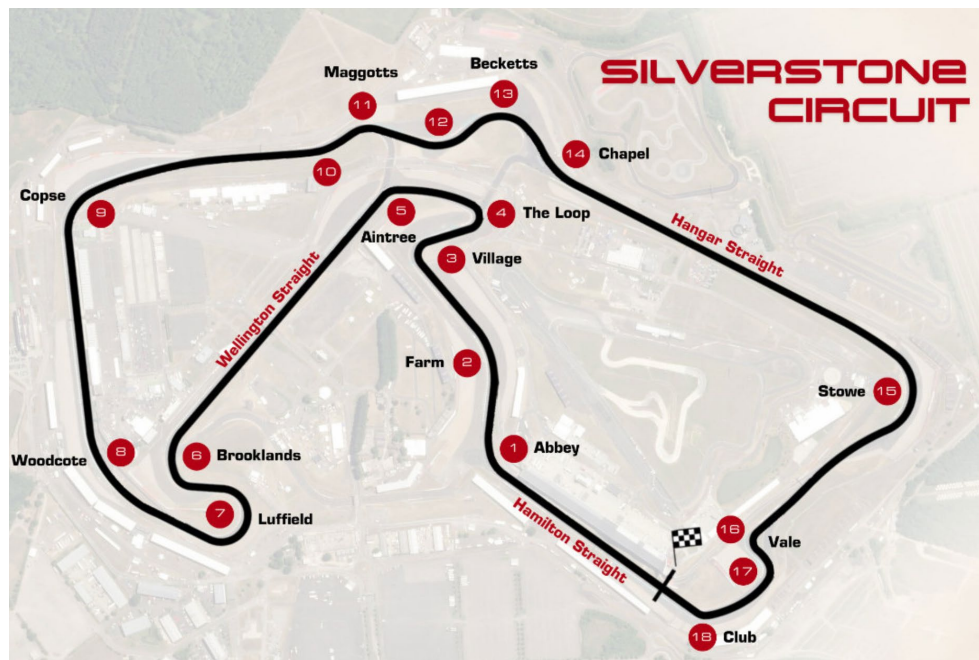 SILVERSTONE
CIRCUIT
Becketts
Maggotts
13
11
12
14 Chapel
10
Copse
9
5
4 The Loop
Aintree
Hangar Straight
3 Village
Wellington Straight
Farm 2
Stowe 15
1 Abbey
Woodcote
8
6 Brooklands
7
Luffield
Hamilton Straight
16
Vale
17
18 Club